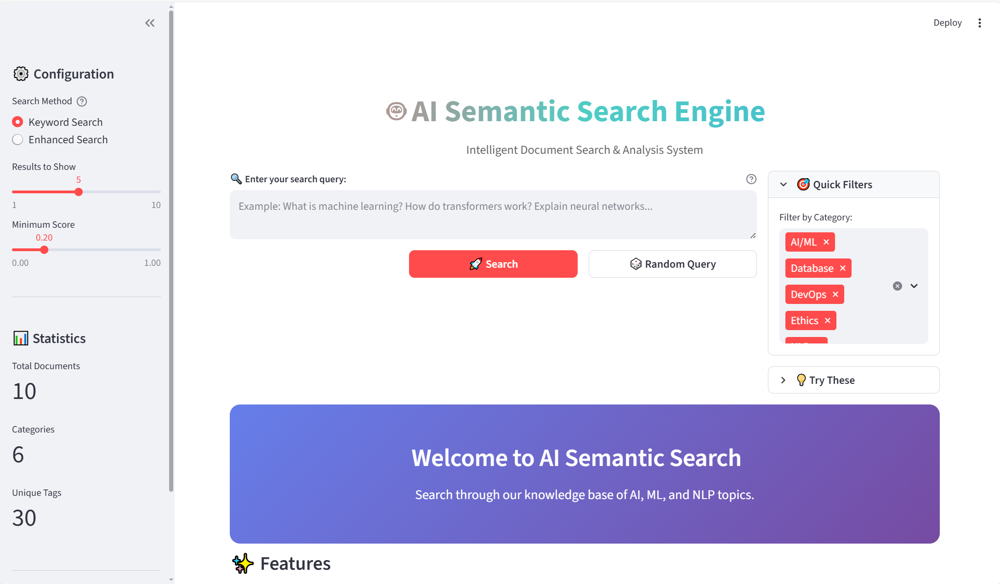 Deploy
Configuration
Search Method
Keyword Search
Enhanced Search
Results to Show
5
1
10
Minimum Score
0.20
0.00
1.00
Statistics
Total Documents
10
Categories
6
Unique Tags
30
AI Semantic Search Engine
Intelligent Document Search & Analysis System
Enter your search query:
Example: What is machine learning? How do transformers work? Explain neural networks...
Search
Random Query
Quick Filters
Filter by Category:
AI/ML
Database
DevOps
Ethics
Try These
Welcome to AI Semantic Search
Search through our knowledge base of AI, ML, and NLP topics.
Features